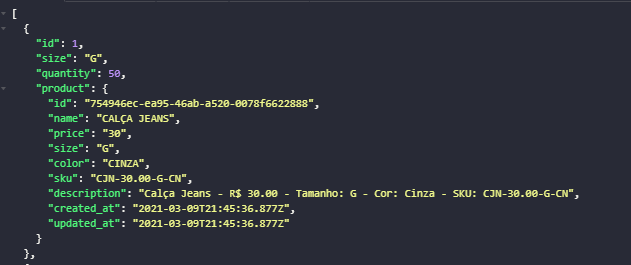 [
{
"id": 1,
"size": "G",
"quantity": 50,
"product": {
"id": "754946ec-ea95-46ab-a520-0078f6622888",
"name": "CALÇA JEANS",
"price": "30",
"size": "G",
"color": "CINZA",
"sku": "CJN-30.00-G-CN",
"description": "Calça Jeans - R$ 30.00 - Tamanho: G - Cor: Cinza - SKU: CJN-30.00-G-CN",
"created_at": "2021-03-09T21:45:36.877Z",
"updated_at": "2021-03-09T21:45:36.877Z"
}
},